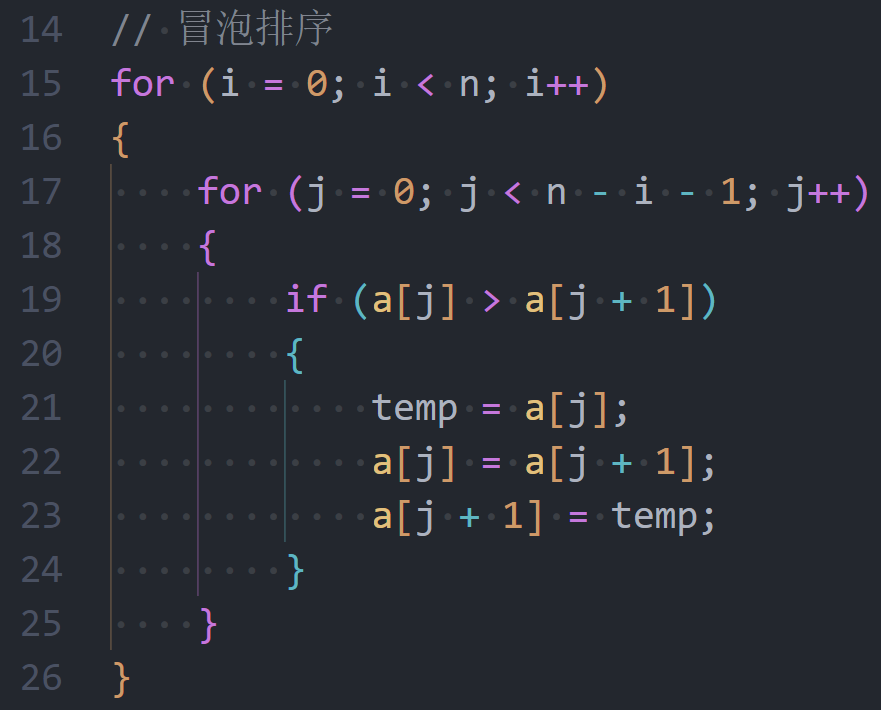 14 // 冒泡排序
15 for (i = 0; i < n; i++)
16 {
17     for (j = 0; j < n - i - 1; j++)
18     {
19         if (a[j] > a[j + 1])
20         {
21             temp = a[j];
22             a[j] = a[j + 1];
23             a[j + 1] = temp;
24         }
25     }
26 }